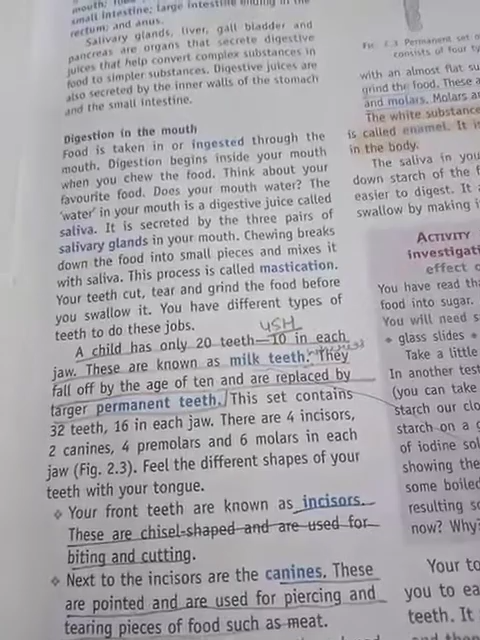 small intestine; large intestine ending in the
rectum; and anus.
Salivary glands, liver, gall bladder and
pancreas are organs that secrete digestive
juices that help convert complex substances in
food to simpler substances. Digestive juices are
also secreted by the inner walls of the stomach
and the small intestine.
Digestion in the mouth
Food is taken in or ingested through the
mouth. Digestion begins inside your mouth
when you chew the food. Think about your
favourite food. Does your mouth water? The
'water' in your mouth is a digestive juice called
saliva. It is secreted by the three pairs of
salivary glands in your mouth. Chewing breaks
down the food into small pieces and mixes it
with saliva. This process is called mastication.
Your teeth cut, tear and grind the food before
you swallow it. You have different types of
teeth to do these jobs.
A child has only 20 teeth—10 in each
jaw. These are known as milk teeth. They
fall off by the age of ten and are replaced by
larger permanent teeth. This set contains
32 teeth, 16 in each jaw. There are 4 incisors,
2 canines, 4 premolars and 6 molars in each
jaw (Fig. 2.3). Feel the different shapes of your
teeth with your tongue.
❖ Your front teeth are known as incisors.
These are chisel-shaped and are used for
biting and cutting.
❖ Next to the incisors are the canines. These
are pointed and are used for piercing and
tearing pieces of food such as meat.
2.3 Permanent set o
consists of four ty
with an almost flat su
grind the food. These a
and molars. Molars ar
The white substance
is called enamel. It i
in the body.
The saliva in you
down starch of the f
easier to digest. It
swallow by making i
ACTIVITY
investigati
effect o
You have read tha
food into sugar.
You will need s
glass slides
Take a little
In another test
(you can take
starch our clo
starch on a g
of iodine sol
showing the
some boiled
resulting so
now? Why?
Your to
you to ea
teeth. It